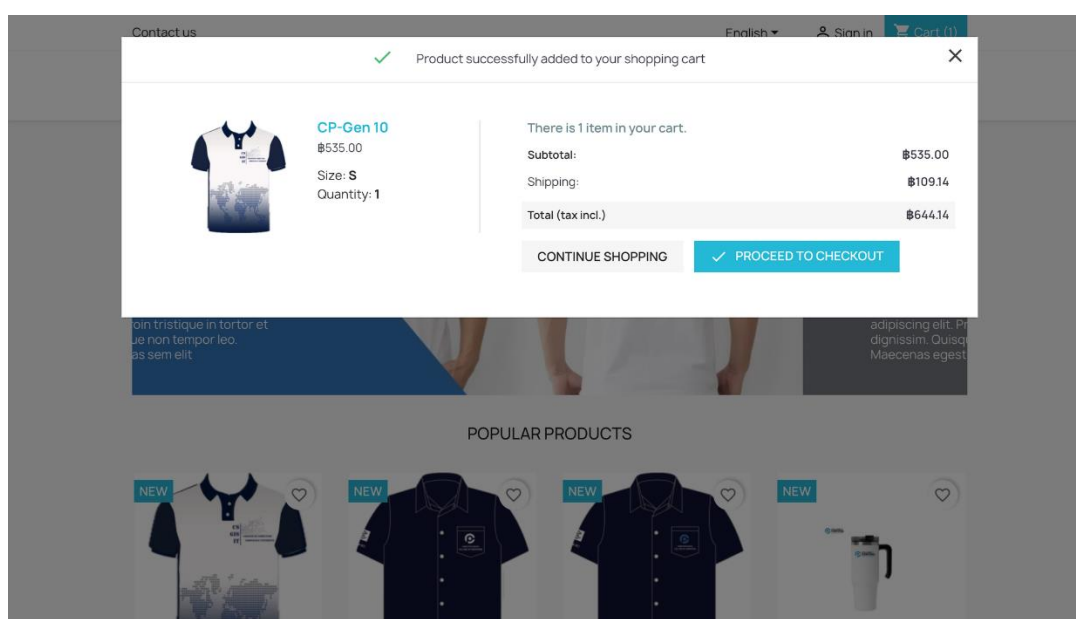 Contact us
English
Sign in
Cart (1)
Product successfully added to your shopping cart
CP-Gen 10
฿535.00
Size: S
Quantity: 1
There is 1 item in your cart.
Subtotal: ฿535.00
Shipping: ฿109.14
Total (tax incl.) ฿644.14
CONTINUE SHOPPING
PROCEED TO CHECKOUT
oin tristique in tortor et
ue non tempor leo.
as sem elit
adipiscing elit. Pr
dignissim. Quisq
Maecenas egest
POPULAR PRODUCTS
NEW
NEW
NEW
NEW